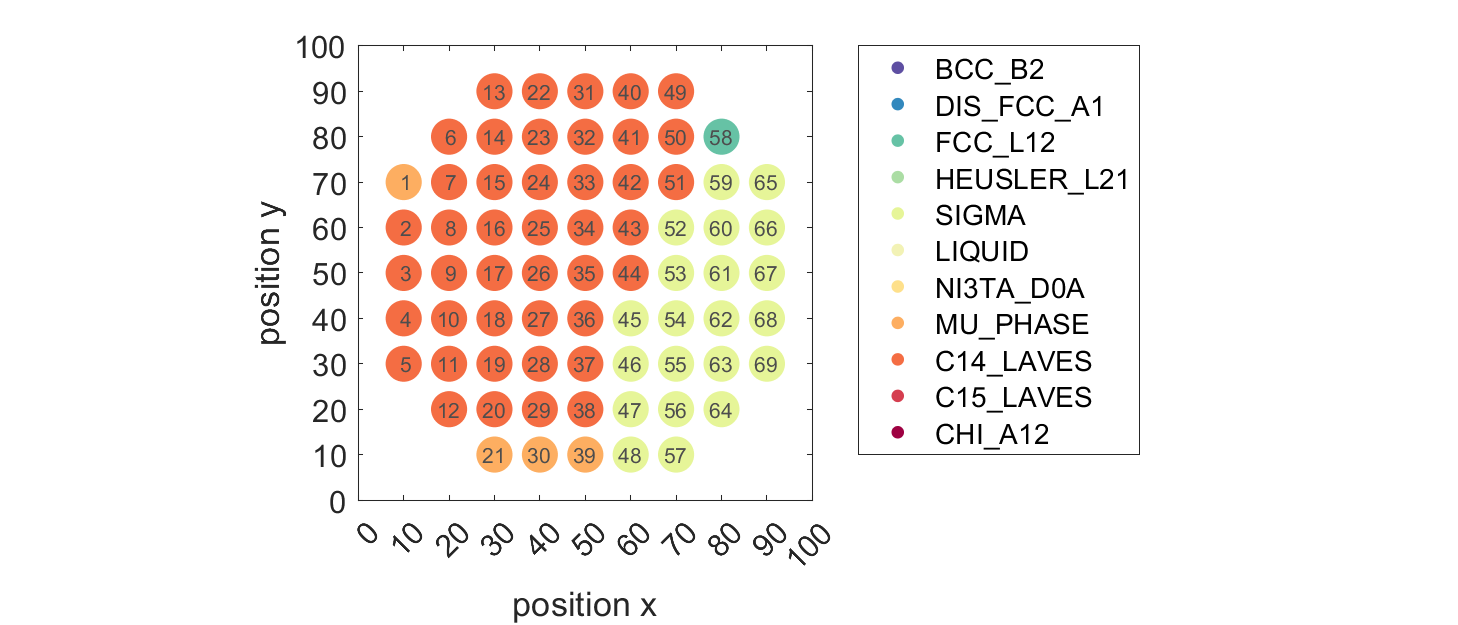 100
90
80
70
60
50
40
30
20
10
0
position y
13 22 31 40 49
6 14 23 32 41 50 58
1 7 15 24 33 42 51 59 65
2 8 16 25 34 43 52 60 66
3 9 17 26 35 44 53 61 67
4 10 18 27 36 45 54 62 68
5 11 19 28 37 46 55 63 69
12 20 29 38 47 56 64
21 30 39 48 57
0 10 20 30 40 50 60 70 80 90 100
position x
BCC_B2
DIS_FCC_A1
FCC_L12
HEUSLER_L21
SIGMA
LIQUID
NI3TA_D0A
MU_PHASE
C14_LAVES
C15_LAVES
CHI_A12